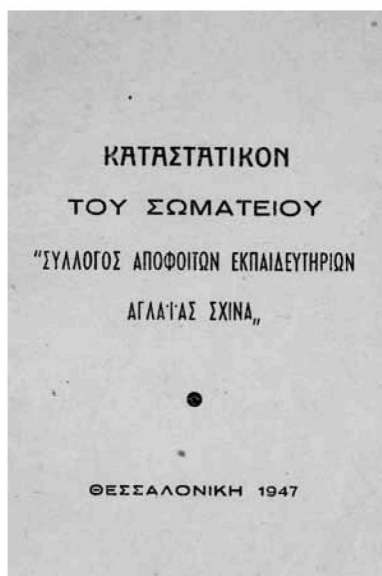 ΚΑΤΑΣΤΑΤΙΚΟΝ
ΤΟΥ ΣΩΜΑΤΕΙΟΥ
“ΣΥΛΛΟΓΟΣ ΑΠΟΦΟΙΤΩΝ ΕΚΠΑΙΔΕΥΤΗΡΙΩΝ
ΑΓΛΑΪΑΣ ΣΧΙΝΑ„
ΘΕΣΣΑΛΟΝΙΚΗ 1947